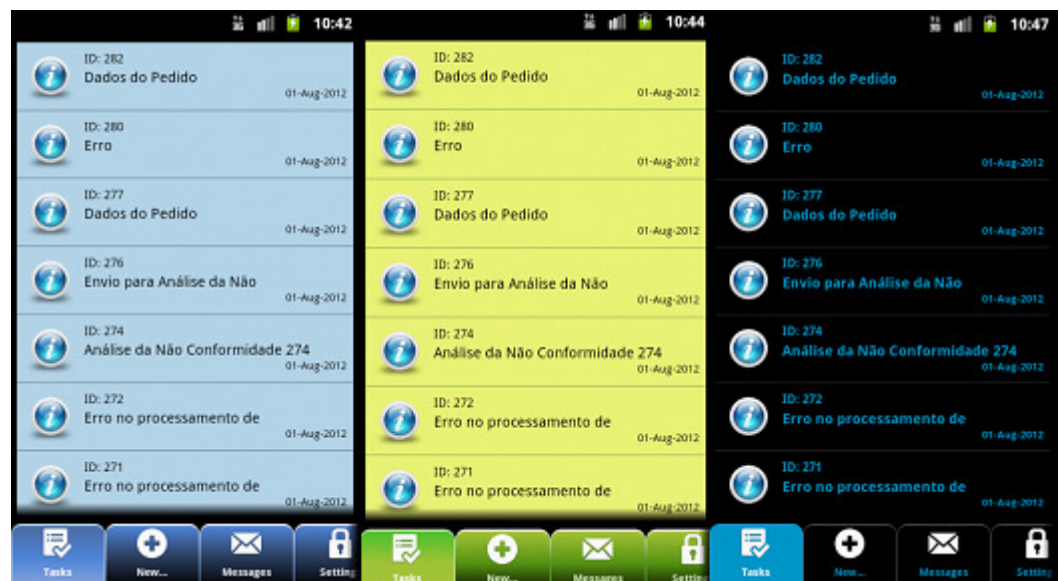 10:42
ID: 282
Dados do Pedido
01-Aug-2012
ID: 280
Erro
01-Aug-2012
ID: 277
Dados do Pedido
01-Aug-2012
ID: 276
Envio para Análise da Não
01-Aug-2012
ID: 274
Análise da Não Conformidade 274
01-Aug-2012
ID: 272
Erro no processamento de
01-Aug-2012
ID: 271
Erro no processamento de
01-Aug-2012
Tasks New... Messages Setting
10:44
ID: 282
Dados do Pedido
01-Aug-2012
ID: 280
Erro
01-Aug-2012
ID: 277
Dados do Pedido
01-Aug-2012
ID: 276
Envio para Análise da Não
01-Aug-2012
ID: 274
Análise da Não Conformidade 274
01-Aug-2012
ID: 272
Erro no processamento de
01-Aug-2012
ID: 271
Erro no processamento de
01-Aug-2012
Tasks New... Messages Setting
10:47
ID: 282
Dados do Pedido
01-Aug-2012
ID: 280
Erro
01-Aug-2012
ID: 277
Dados do Pedido
01-Aug-2012
ID: 276
Envio para Análise da Não
01-Aug-2012
ID: 274
Análise da Não Conformidade 274
01-Aug-2012
ID: 272
Erro no processamento de
01-Aug-2012
ID: 271
Erro no processamento de
01-Aug-2012
Tasks New... Messages Setting